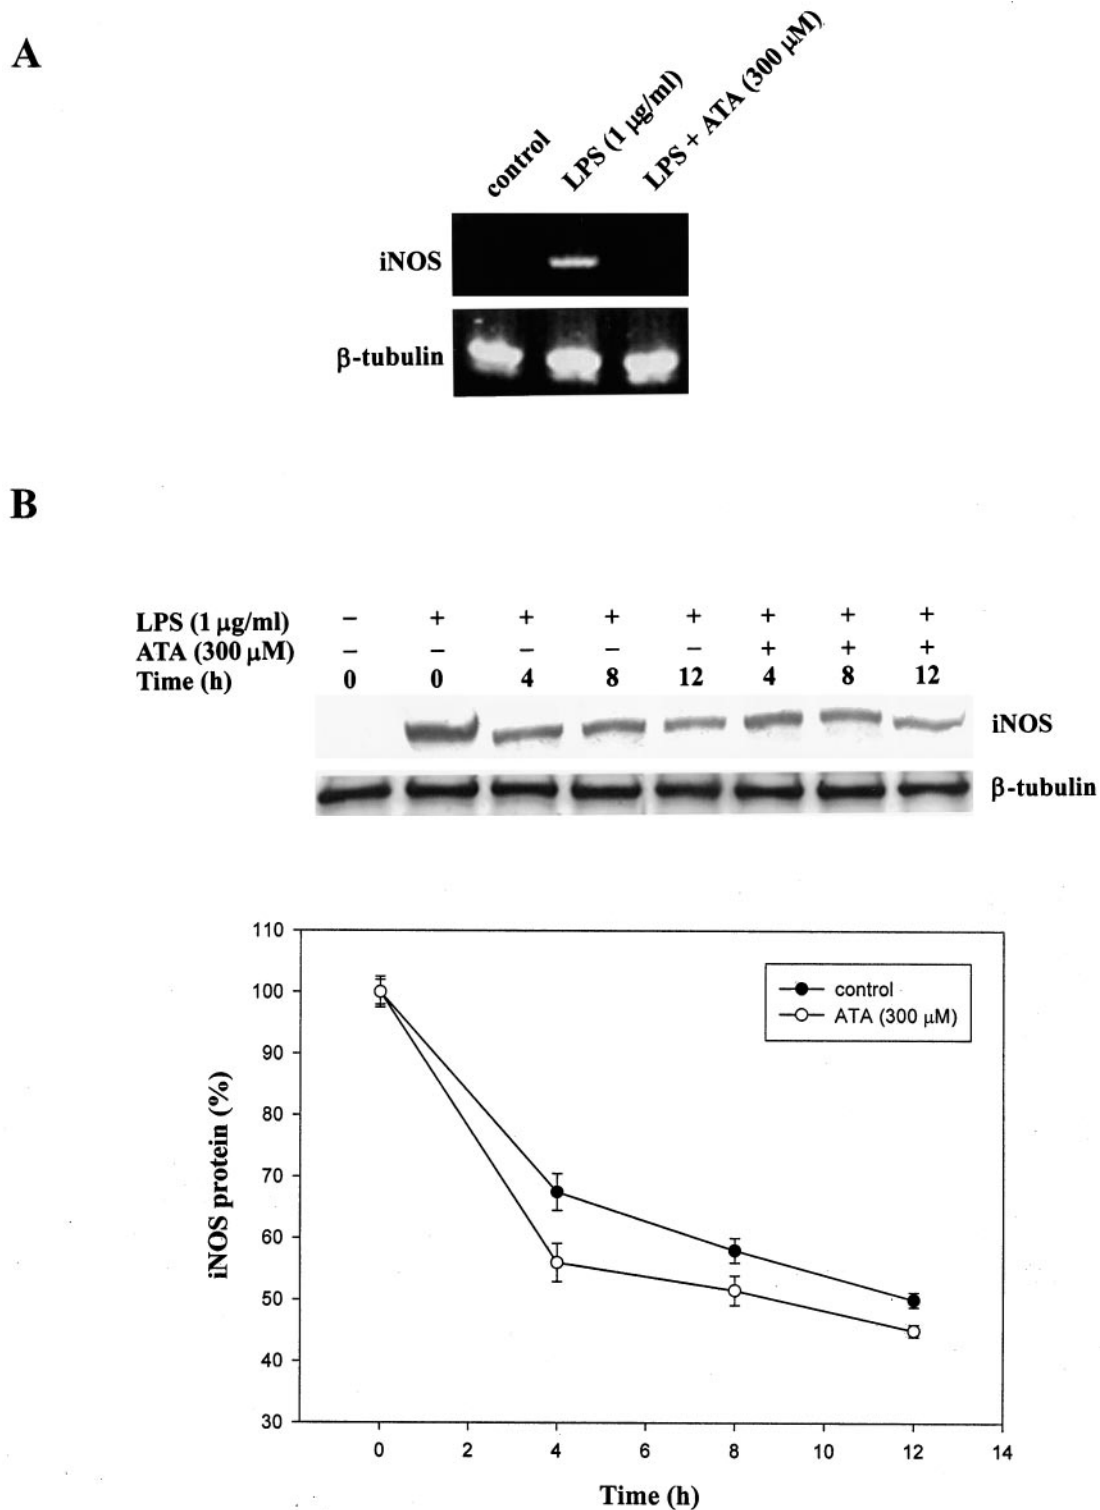 A
control
LPS (1 μg/ml)
LPS + ATA (300 μM)
iNOS
β-tubulin
B
LPS (1 μg/ml) − + + + + + + +
ATA (300 μM) − − − − − + + +
Time (h) 0 0 4 8 12 4 8 12
iNOS
β-tubulin
110
100
90
80
70
60
50
40
30
iNOS protein (%)
control
ATA (300 μM)
0 2 4 6 8 10 12 14
Time (h)